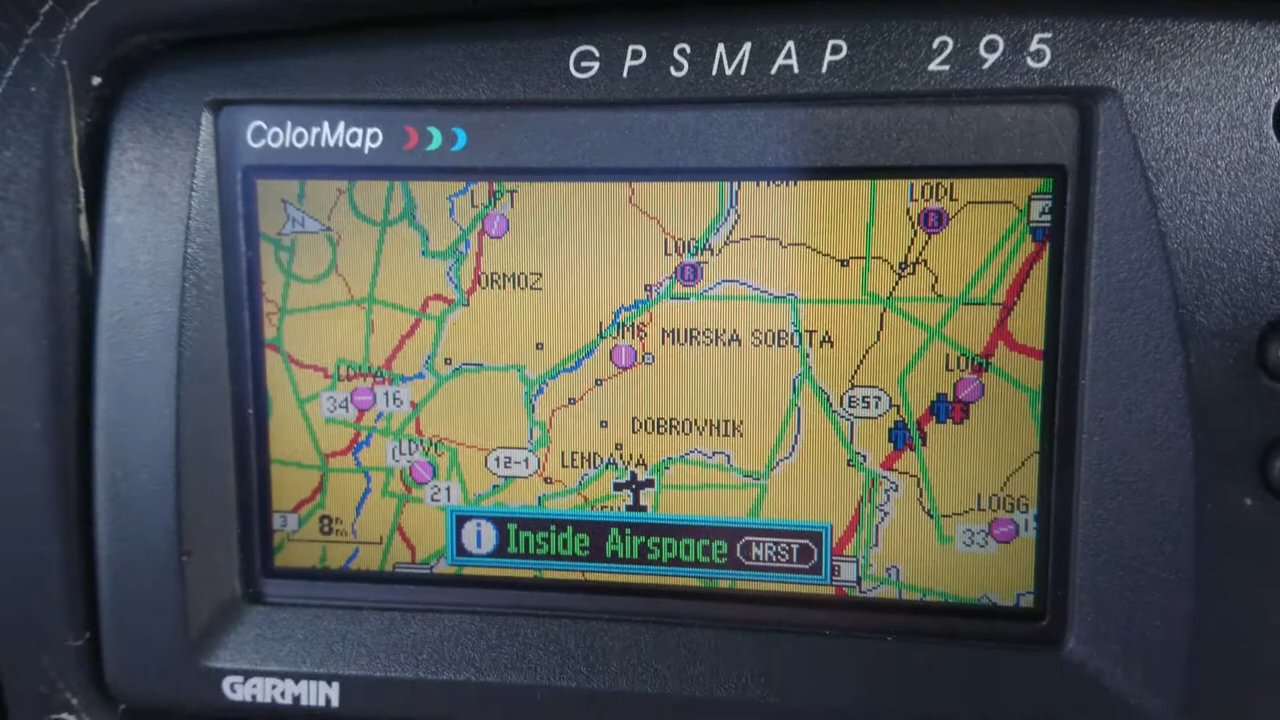 GPSMAP 295
ColorMap
N
LJPT
LODL
R
LOGA
R
ORMOZ
LJMS
MURSKA SOBOTA
LDVA
34 16
B57
DOBROVNIK
LDVC
12-1
LENDAVA
21
LOGG
33
3
8
i Inside Airspace NRST
GARMIN